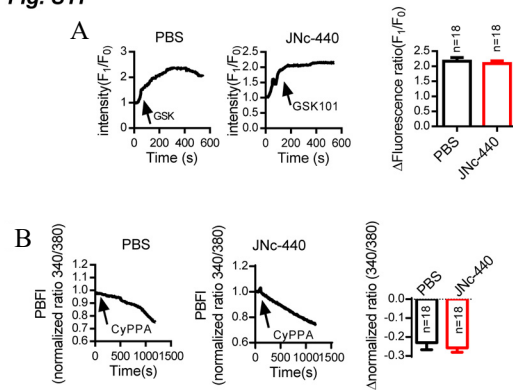 A
PBS
JNc-440
intensity(F1/F0)
3
2
1
0
GSK
0 200 400 600
Time (s)
intensity(F1/F0)
2.5
2.0
1.5
1.0
0.5
0.0
GSK101
0 200 400 600
Time (s)
ΔFluorescence ratio(F1/F0)
2.5
2.0
1.5
1.0
0.5
0.0
n=18
n=18
PBS
JNc-440
B
PBS
JNc-440
PBFI
(normalized ratio 340/380)
1.2
1.1
1.0
0.9
0.8
0.7
0.6
CyPPA
0 500 10001500
Time(s)
PBFI
(normalized ratio 340/380)
1.2
1.0
0.8
0.6
CyPPA
0 500 10001500
Time(s)
Δnormalized ratio (340/380)
PBS
JNc-440
0.0
-0.1
-0.2
-0.3
n=18
n=18